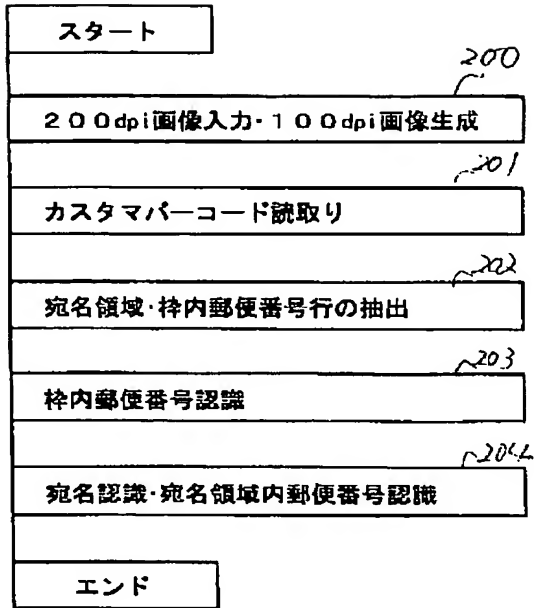 スタート
200
200dpi画像入力・100dpi画像生成
201
カスタマバーコード読取り
202
宛名領域・枠内郵便番号行の抽出
203
枠内郵便番号認識
204
宛名認識・宛名領域内郵便番号認識
エンド